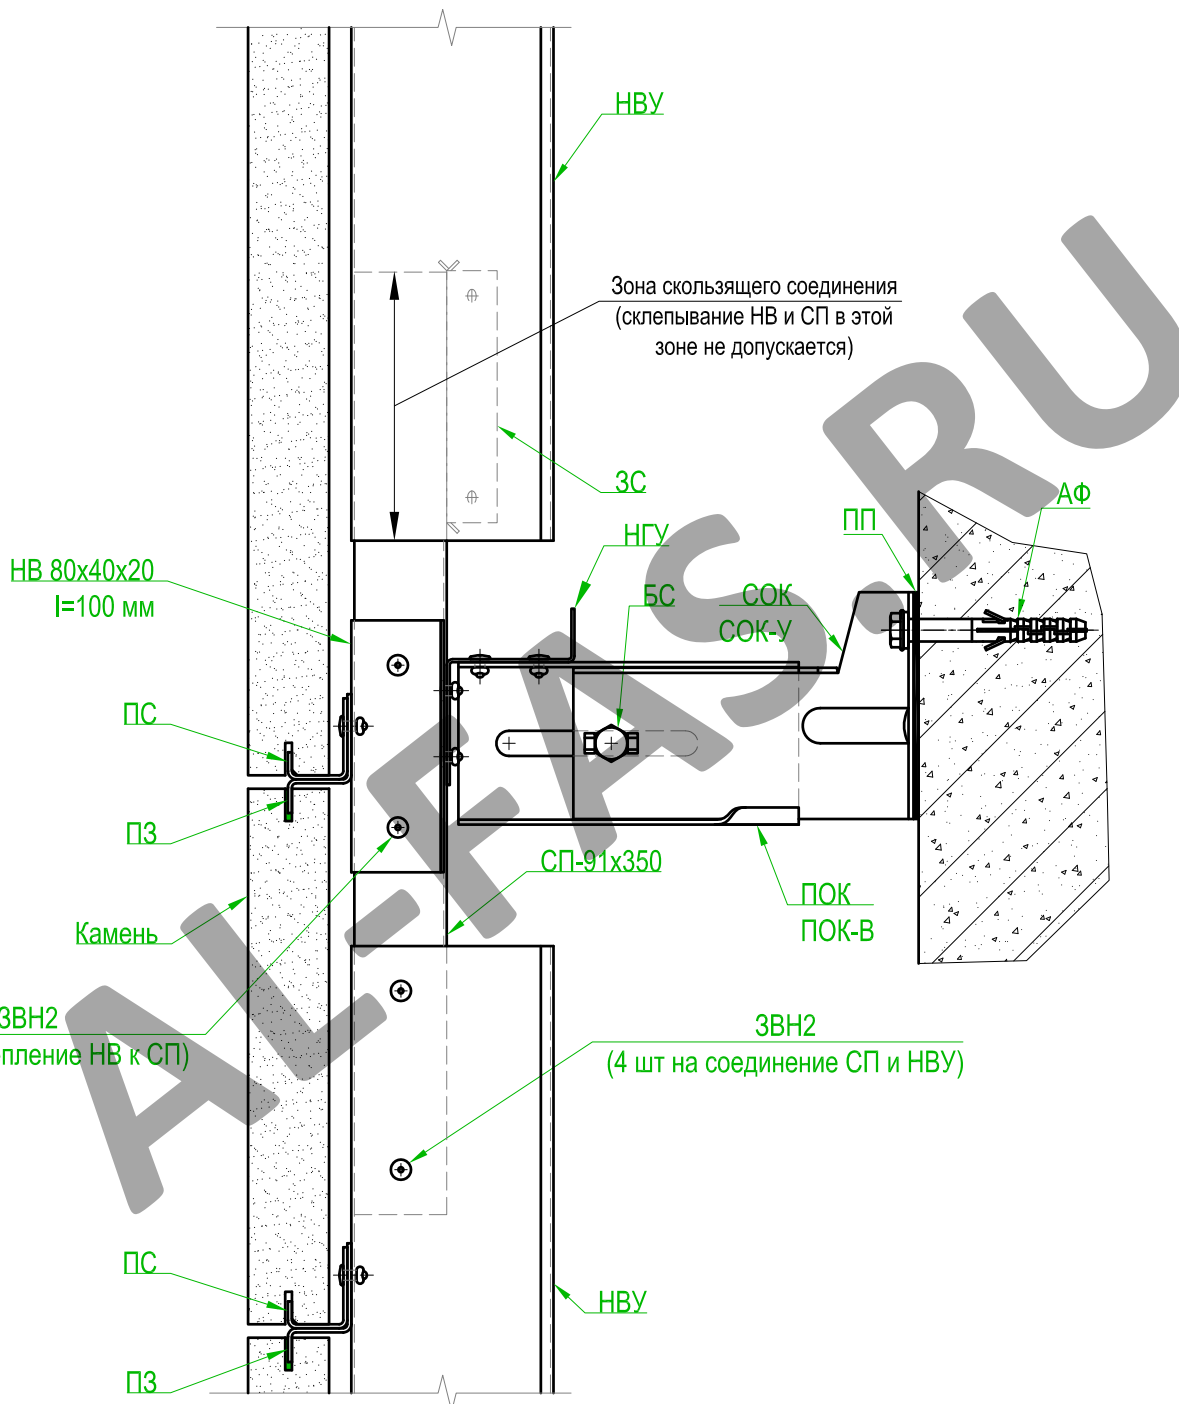 НВУ
Зона скользящего соединения
(склепывание НВ и СП в этой
зоне не допускается)
ЗС
АФ
ПП
НГУ
НВ 80х40х20
l=100 мм
БС
СОК
СОК-У
ПС
ПЗ
СП-91х350
ПОК
ПОК-В
Камень
ЗВН2
пление НВ к СП)
ЗВН2
(4 шт на соединение СП и НВУ)
ПС
НВУ
ПЗ
AL-FAS.RU